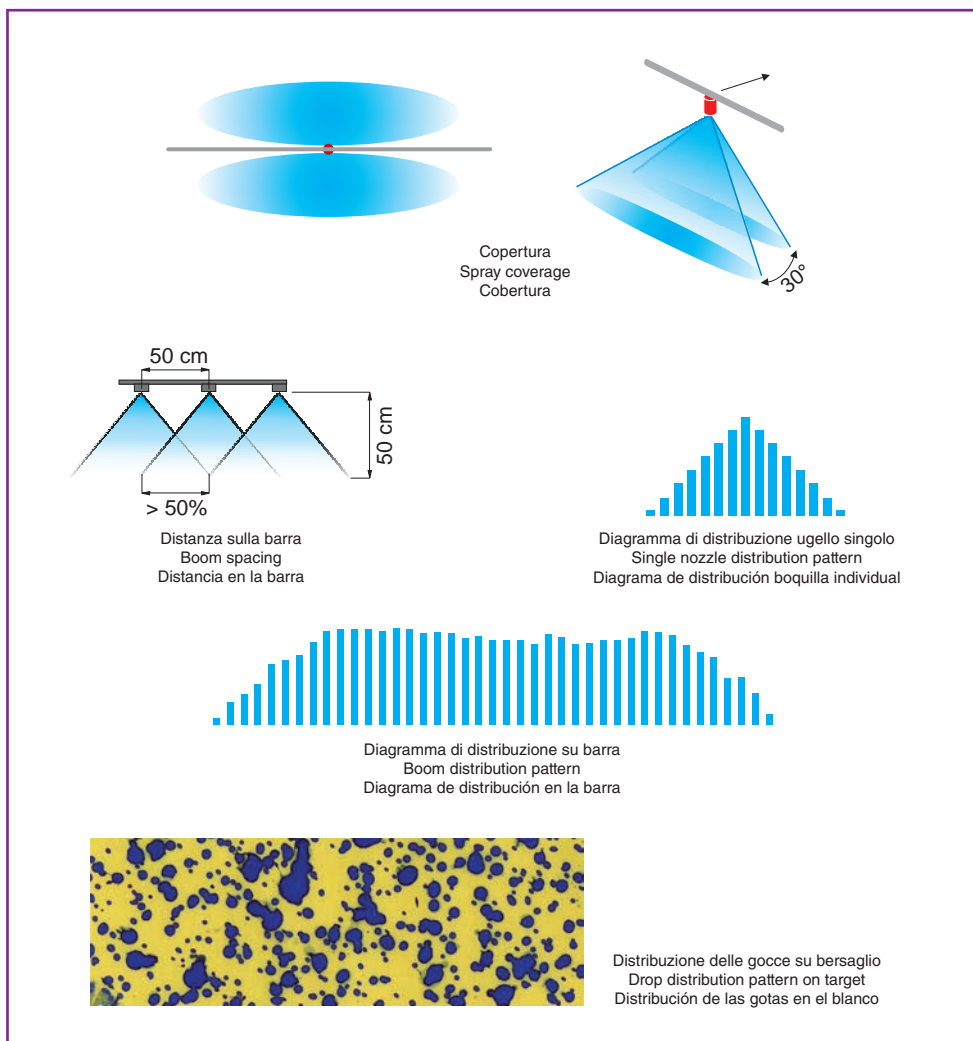 30°
Copertura
Spray coverage
Cobertura
50 cm
50 cm
> 50%
Distanza sulla barra
Boom spacing
Distancia en la barra
Diagramma di distribuzione ugello singolo
Single nozzle distribution pattern
Diagrama de distribución boquilla individual
Diagramma di distribuzione su barra
Boom distribution pattern
Diagrama de distribución en la barra
Distribuzione delle gocce su bersaglio
Drop distribution pattern on target
Distribución de las gotas en el blanco